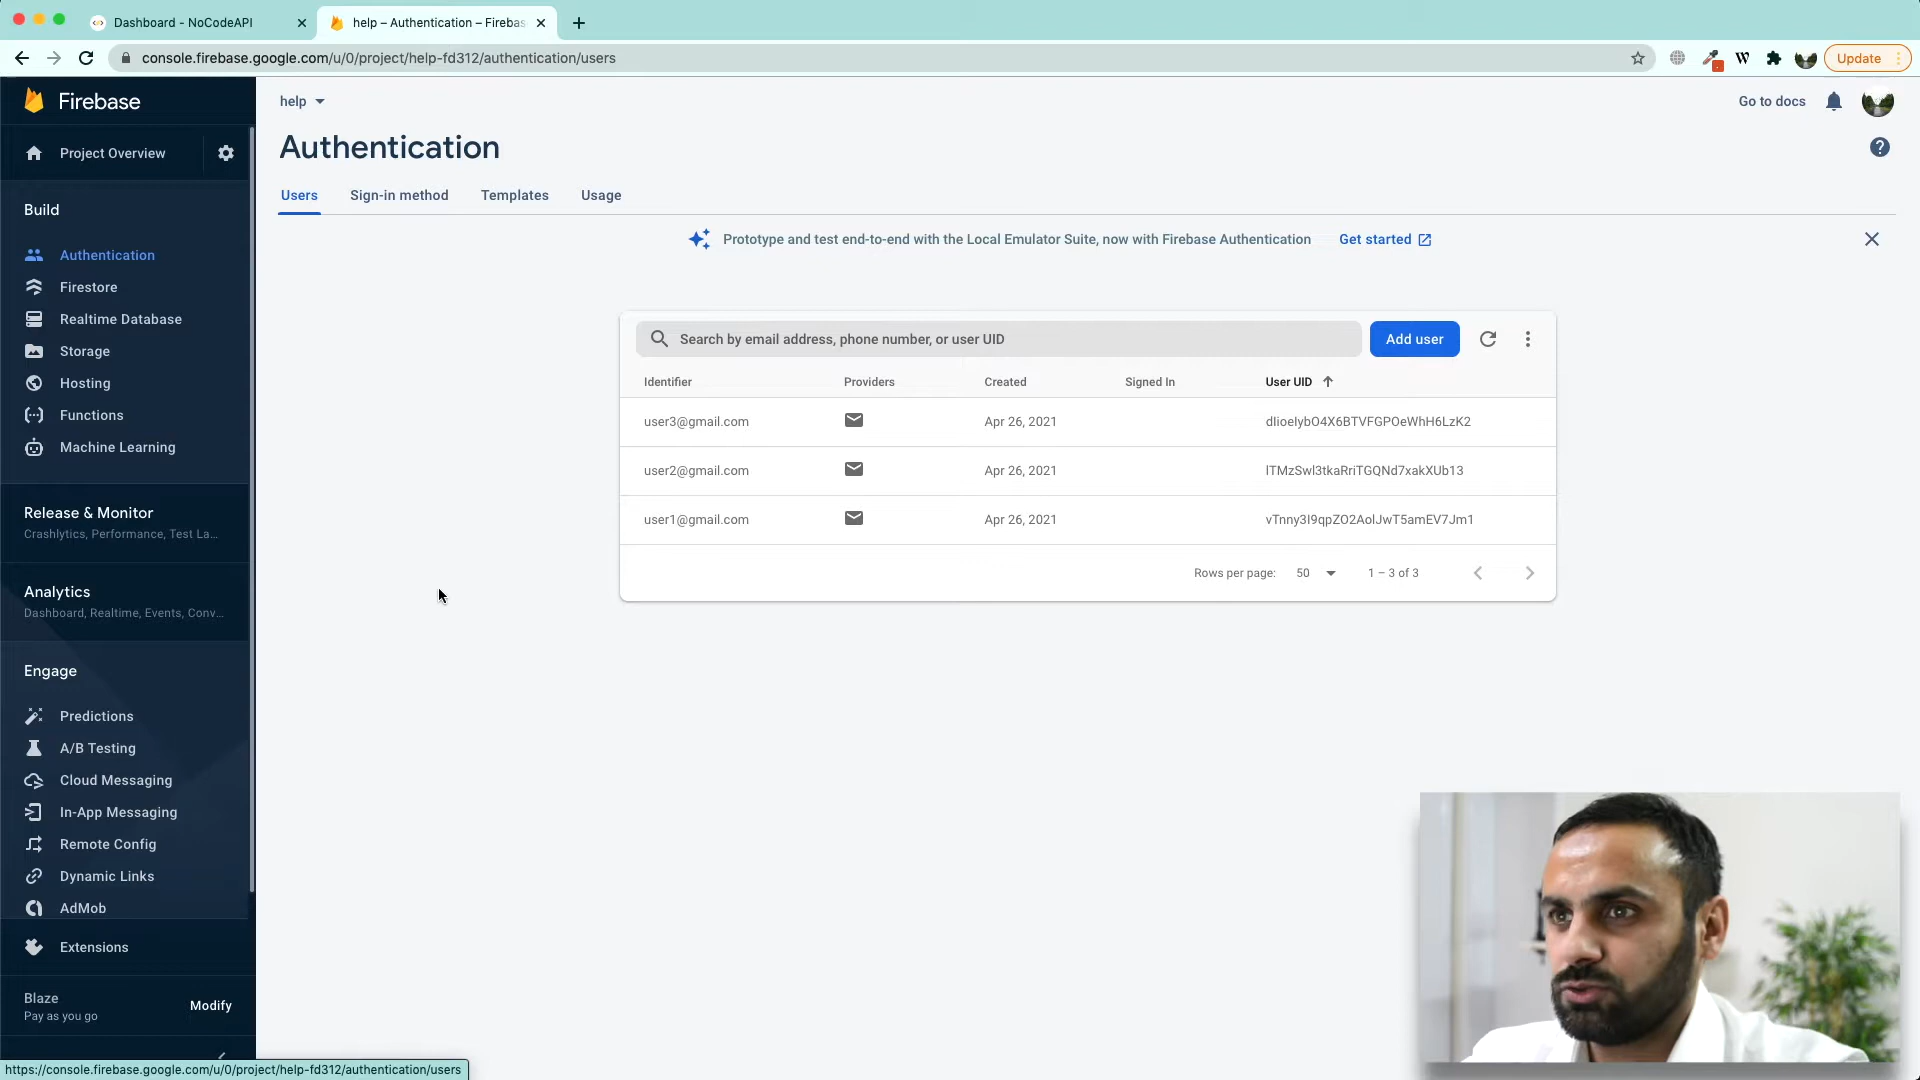 Dashboard - NoCodeAPI
help – Authentication – Firebas
console.firebase.google.com/u/0/project/help-fd312/authentication/users
W
Update
Firebase
help
Go to docs
Project Overview
Authentication
Users
Sign-in method
Templates
Usage
Build
Prototype and test end-to-end with the Local Emulator Suite, now with Firebase Authentication
Get started
Authentication
Firestore
Realtime Database
Storage
Hosting
Functions
Machine Learning
Search by email address, phone number, or user UID
Add user
Identifier Providers Created Signed In User UID
user3@gmail.com Apr 26, 2021 dIioeIybO4X6BTVFGPOeWhH6LzK2
user2@gmail.com Apr 26, 2021 lTMzSwl3tkaRriTGQNd7xakXUb13
user1@gmail.com Apr 26, 2021 vTnny3I9qpZO2AolJwT5amEV7Jm1
Rows per page: 50 1 – 3 of 3
Release & Monitor
Crashlytics, Performance, Test La...
Analytics
Dashboard, Realtime, Events, Conv...
Engage
Predictions
A/B Testing
Cloud Messaging
In-App Messaging
Remote Config
Dynamic Links
AdMob
Extensions
Blaze
Pay as you go
Modify
https://console.firebase.google.com/u/0/project/help-fd312/authentication/users